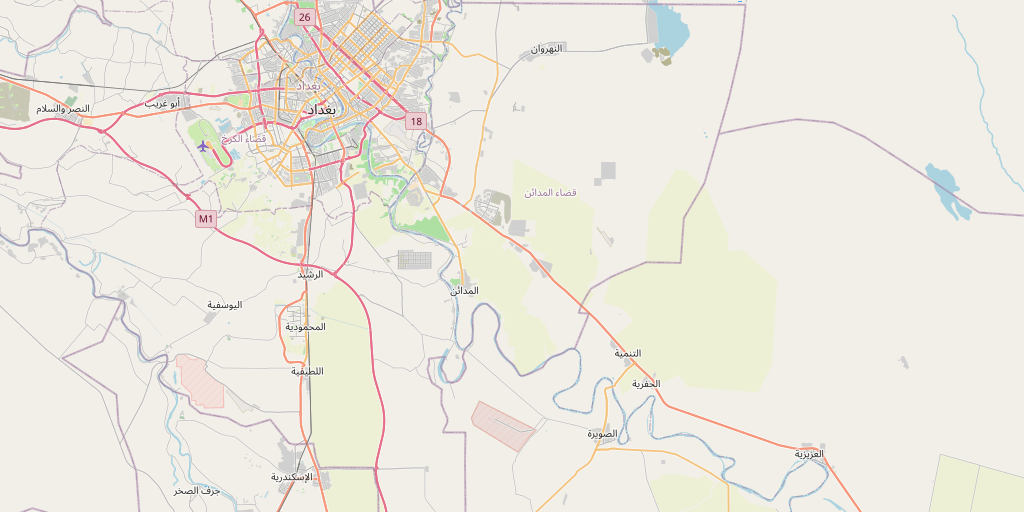 26
النهروان
بغداد
أبو غريب
النصر والسلام
بغداد
18
قضاء الكرخ
قضاء المدائن
M1
الرشيد
المدائن
اليوسفية
المحمودية
التنمية
اللطيفية
الحفرية
الصويرة
العزيزية
الإسكندرية
جرف الصخر